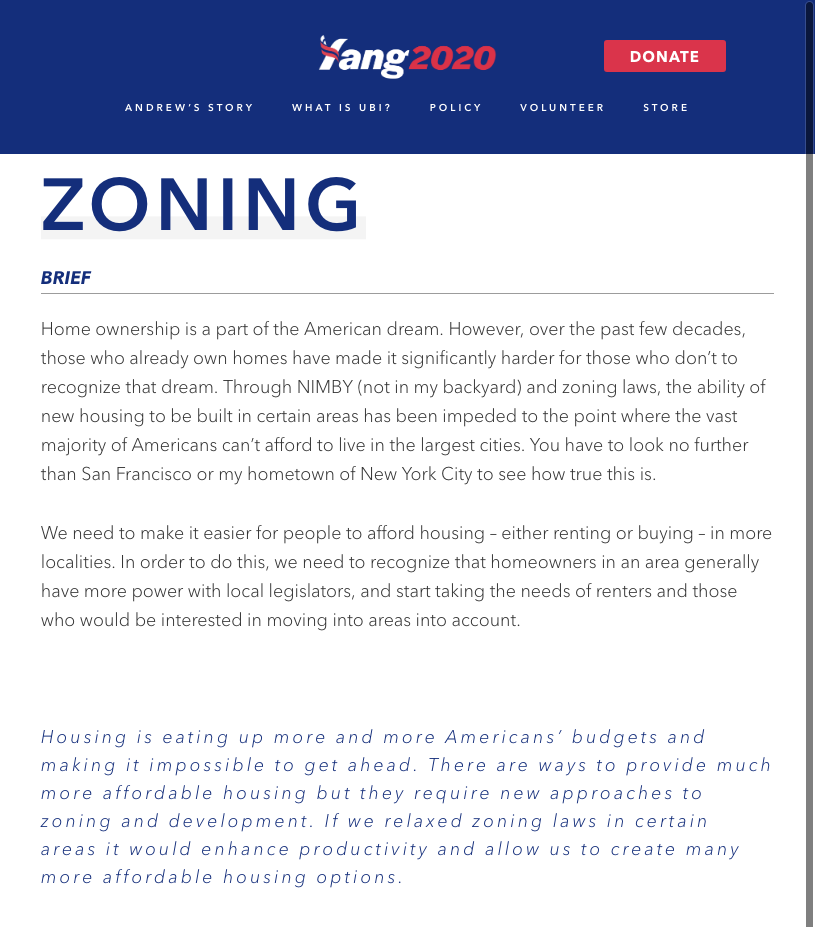 Yang2020
DONATE
ANDREW'S STORY WHAT IS UBI? POLICY VOLUNTEER STORE
ZONING
BRIEF
Home ownership is a part of the American dream. However, over the past few decades,
those who already own homes have made it significantly harder for those who don't to
recognize that dream. Through NIMBY (not in my backyard) and zoning laws, the ability of
new housing to be built in certain areas has been impeded to the point where the vast
majority of Americans can't afford to live in the largest cities. You have to look no further
than San Francisco or my hometown of New York City to see how true this is.
We need to make it easier for people to afford housing – either renting or buying – in more
localities. In order to do this, we need to recognize that homeowners in an area generally
have more power with local legislators, and start taking the needs of renters and those
who would be interested in moving into areas into account.
Housing is eating up more and more Americans' budgets and
making it impossible to get ahead. There are ways to provide much
more affordable housing but they require new approaches to
zoning and development. If we relaxed zoning laws in certain
areas it would enhance productivity and allow us to create many
more affordable housing options.